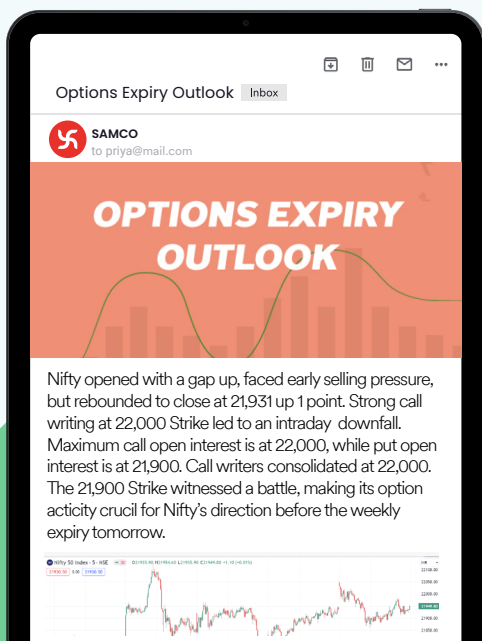 Options Expiry Outlook Inbox
SAMCO
to priya@mail.com
OPTIONS EXPIRY
OUTLOOK
Nifty opened with a gap up, faced early selling pressure,
but rebounded to close at 21,931 up 1 point. Strong call
writing at 22,000 Strike led to an intraday downfall.
Maximum call open interest is at 22,000, while put open
interest is at 21,900. Call writers consolidated at 22,000.
The 21,900 Strike witnessed a battle, making its option
acticity crucil for Nifty's direction before the weekly
expiry tomorrow.
Nifty 50 Index · 5 · NSE